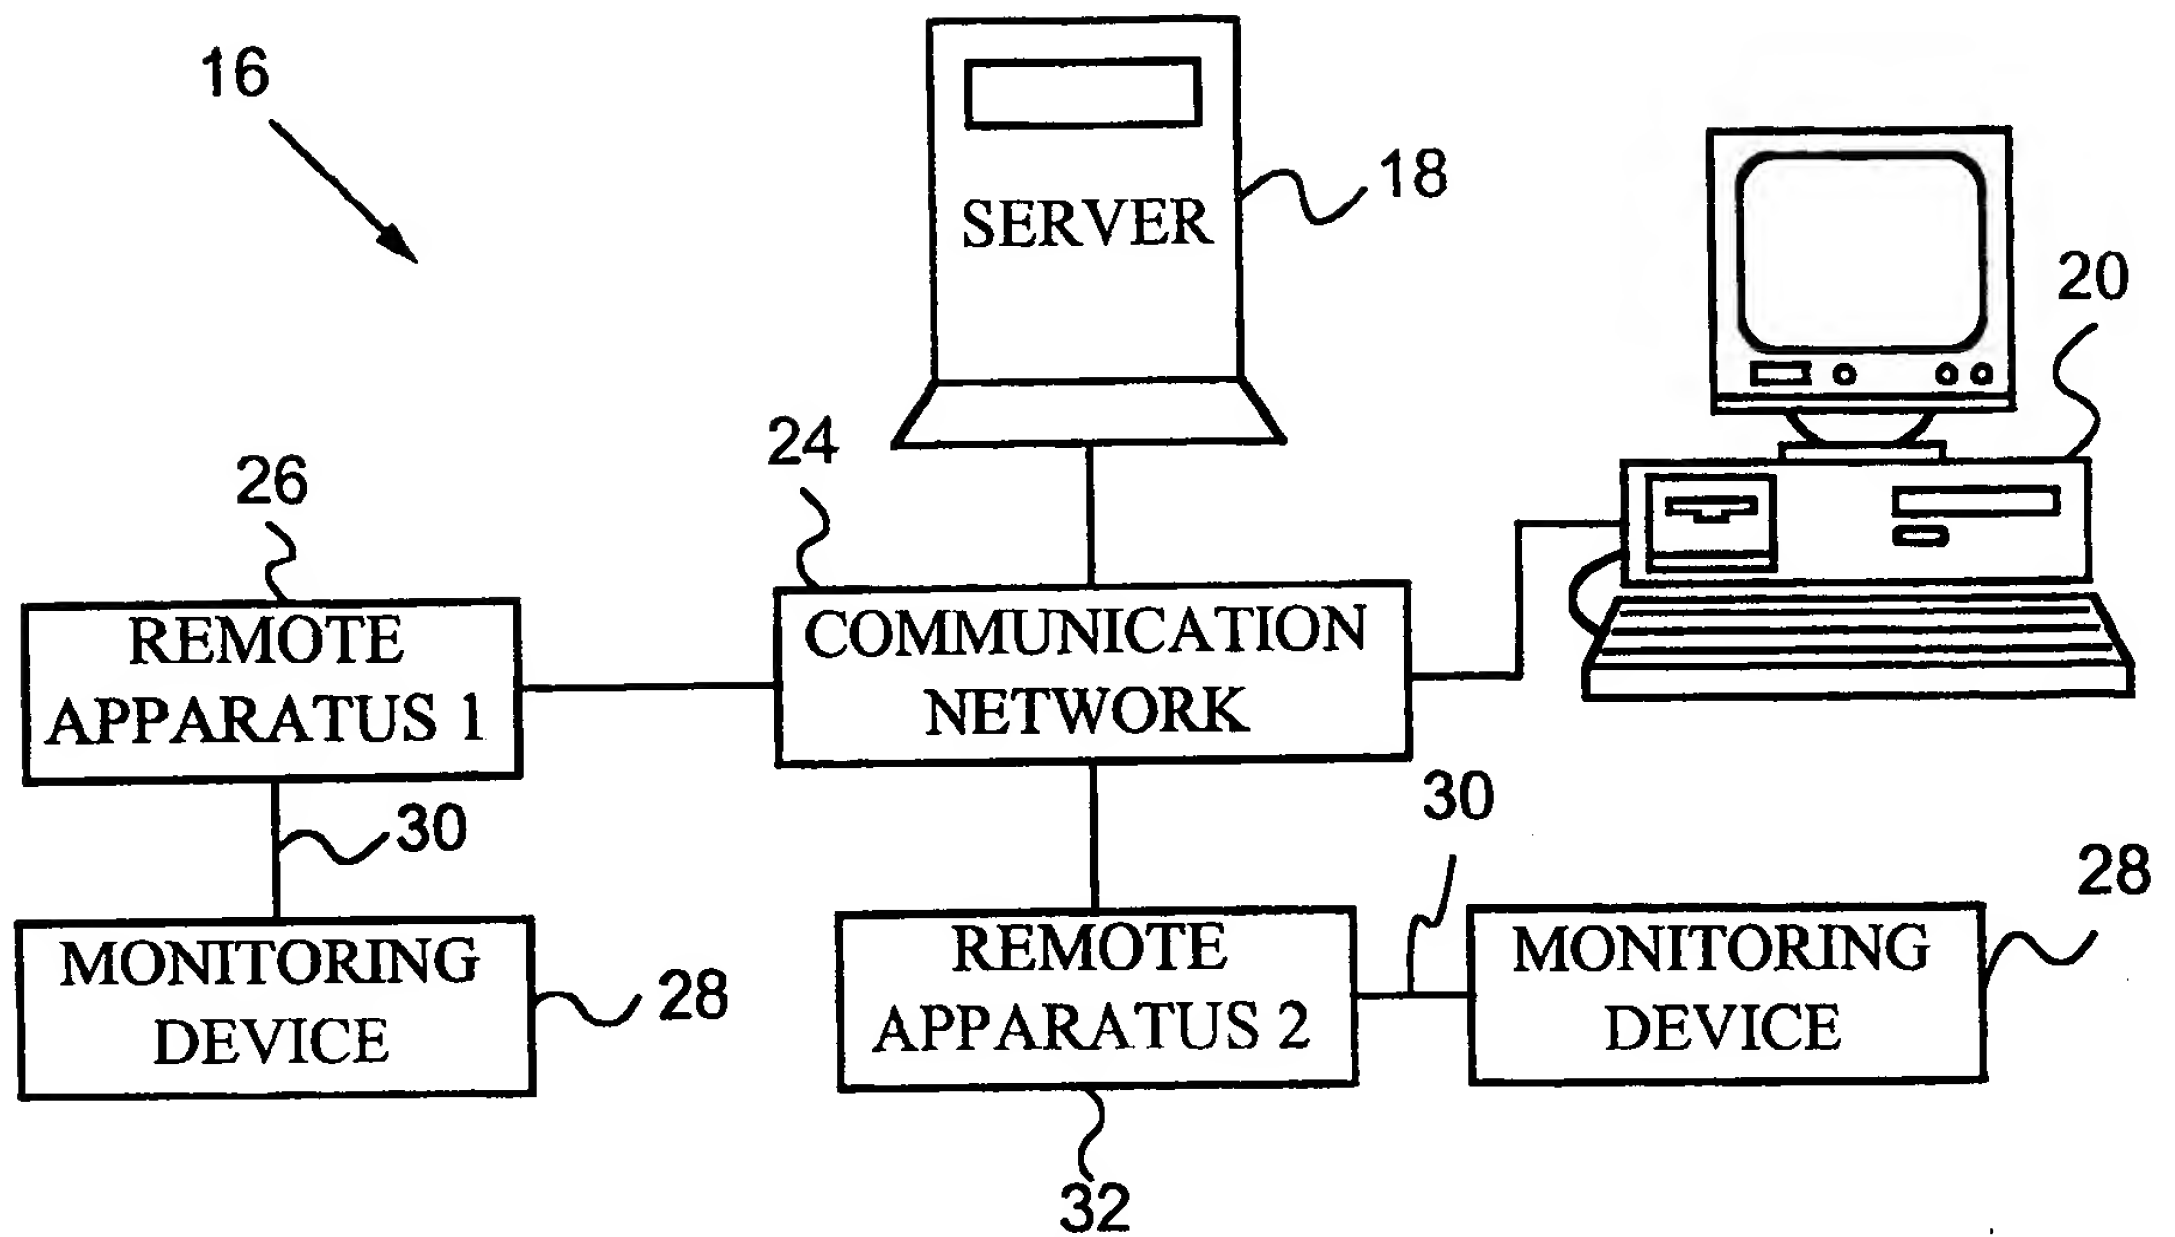 16
SERVER
18
20
24
26
REMOTE
APPARATUS 1
COMMUNICATION
NETWORK
30
30
MONITORING
DEVICE
28
REMOTE
APPARATUS 2
MONITORING
DEVICE
28
32